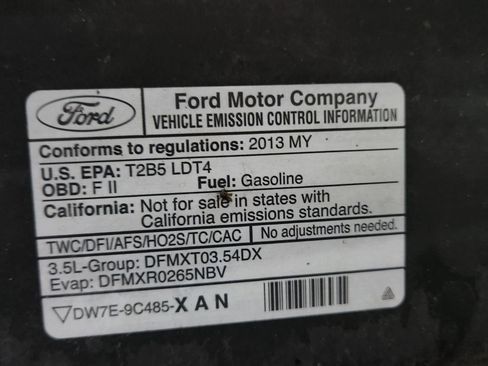 Ford
Ford Motor Company
VEHICLE EMISSION CONTROL INFORMATION
Conforms to regulations: 2013 MY
U.S. EPA: T2B5 LDT4
OBD: F II Fuel: Gasoline
California: Not for sale in states with
California emissions standards.
TWC/DFI/AFS/HO2S/TC/CAC No adjustments needed.
3.5L-Group: DFMXT03.54DX
Evap: DFMXR0265NBV
DW7E-9C485-XAN